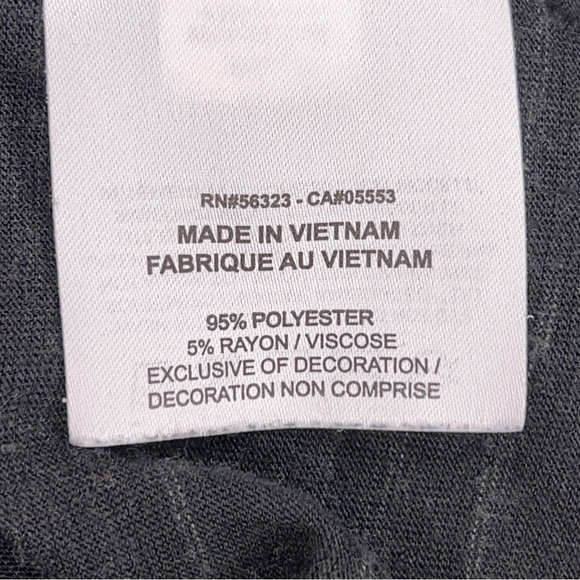 RN#56323 - CA#05553
MADE IN VIETNAM
FABRIQUE AU VIETNAM
95% POLYESTER
5% RAYON / VISCOSE
EXCLUSIVE OF DECORATION /
DECORATION NON COMPRISE